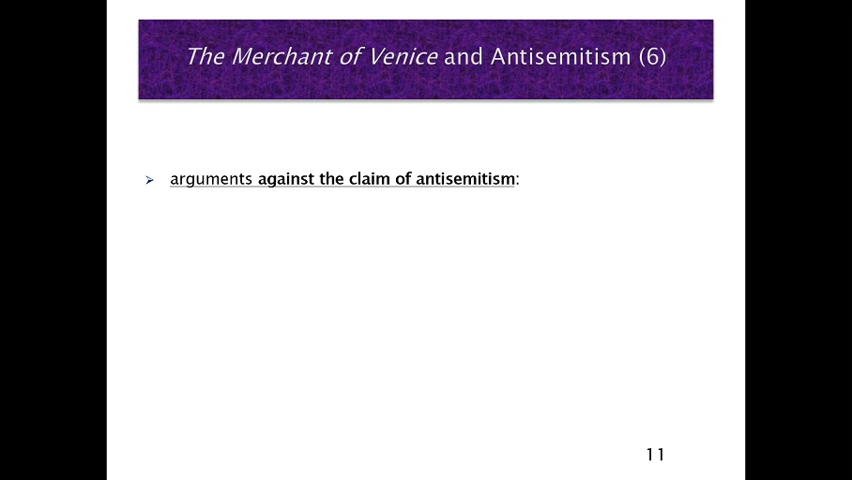 The Merchant of Venice and Antisemitism (6)
arguments against the claim of antisemitism:
11